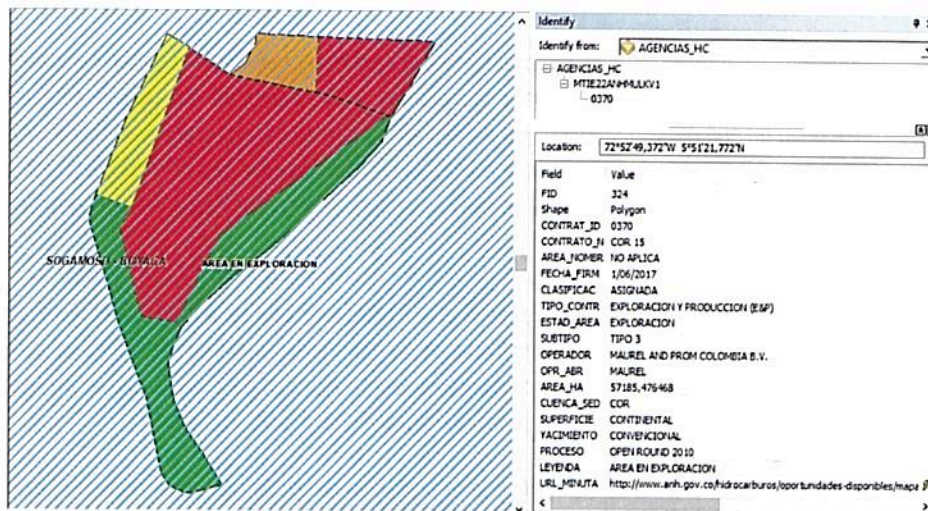 SOGAMOSO - BOYACA
AREA EN EXPLORACION
Identify
Identify from: AGENCIAS_HC
AGENCIAS_HC
MTIE22ANHMULKV1
0370
Location: 72°52'49,372"W 5°51'21,772"N
Field Value
FID 324
Shape Polygon
CONTRAT_ID 0370
CONTRATO_N COR 15
AREA_NOMBR NO APLICA
FECHA_FIRM 1/06/2017
CLASIFICAC ASIGNADA
TIPO_CONTR EXPLORACION Y PRODUCCION (E&P)
ESTAD_AREA EXPLORACION
SUBTIPO TIPO 3
OPERADOR MAUREL AND PROM COLOMBIA B.V.
OPR_ABR MAUREL
AREA_HA 57185,476468
CUENCA_SED COR
SUPERFICIE CONTINENTAL
YACIMIENTO CONVENCIONAL
PROCESO OPEN ROUND 2010
LEYENDA AREA EN EXPLORACION
URL_MINUTA http://www.anh.gov.co/hidrocarburos/oportunidades-disponibles/mapa